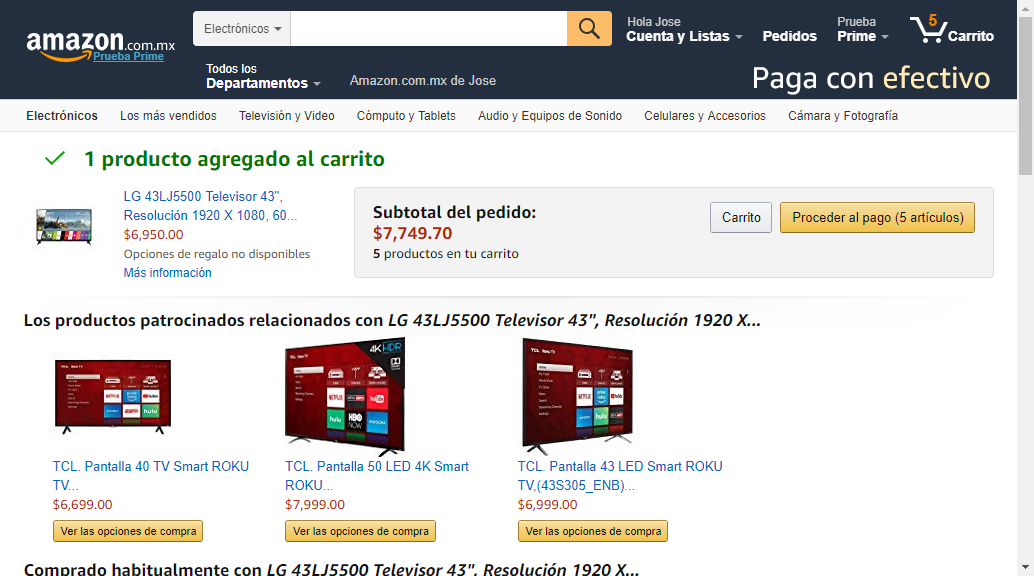 amazon.com.mx
Prueba Prime
Electrónicos
Hola Jose
Cuenta y Listas
Pedidos
Prueba
Prime
5
Carrito
Todos los
Departamentos
Amazon.com.mx de Jose
Paga con efectivo
Electrónicos Los más vendidos Televisión y Video Cómputo y Tablets Audio y Equipos de Sonido Celulares y Accesorios Cámara y Fotografía
1 producto agregado al carrito
LG 43LJ5500 Televisor 43",
Resolución 1920 X 1080, 60...
$6,950.00
Opciones de regalo no disponibles
Más información
Subtotal del pedido:
$7,749.70
5 productos en tu carrito
Carrito
Proceder al pago (5 artículos)
Los productos patrocinados relacionados con LG 43LJ5500 Televisor 43", Resolución 1920 X...
4K HDR
NETFLIX
YouTube
hulu
HBO NOW
TCL. Pantalla 40 TV Smart ROKU
TV...
$6,699.00
Ver las opciones de compra
TCL. Pantalla 50 LED 4K Smart
ROKU...
$7,999.00
Ver las opciones de compra
TCL. Pantalla 43 LED Smart ROKU
TV,(43S305_ENB)...
$6,999.00
Ver las opciones de compra
Comprado habitualmente con LG 43LJ5500 Televisor 43", Resolución 1920 X...